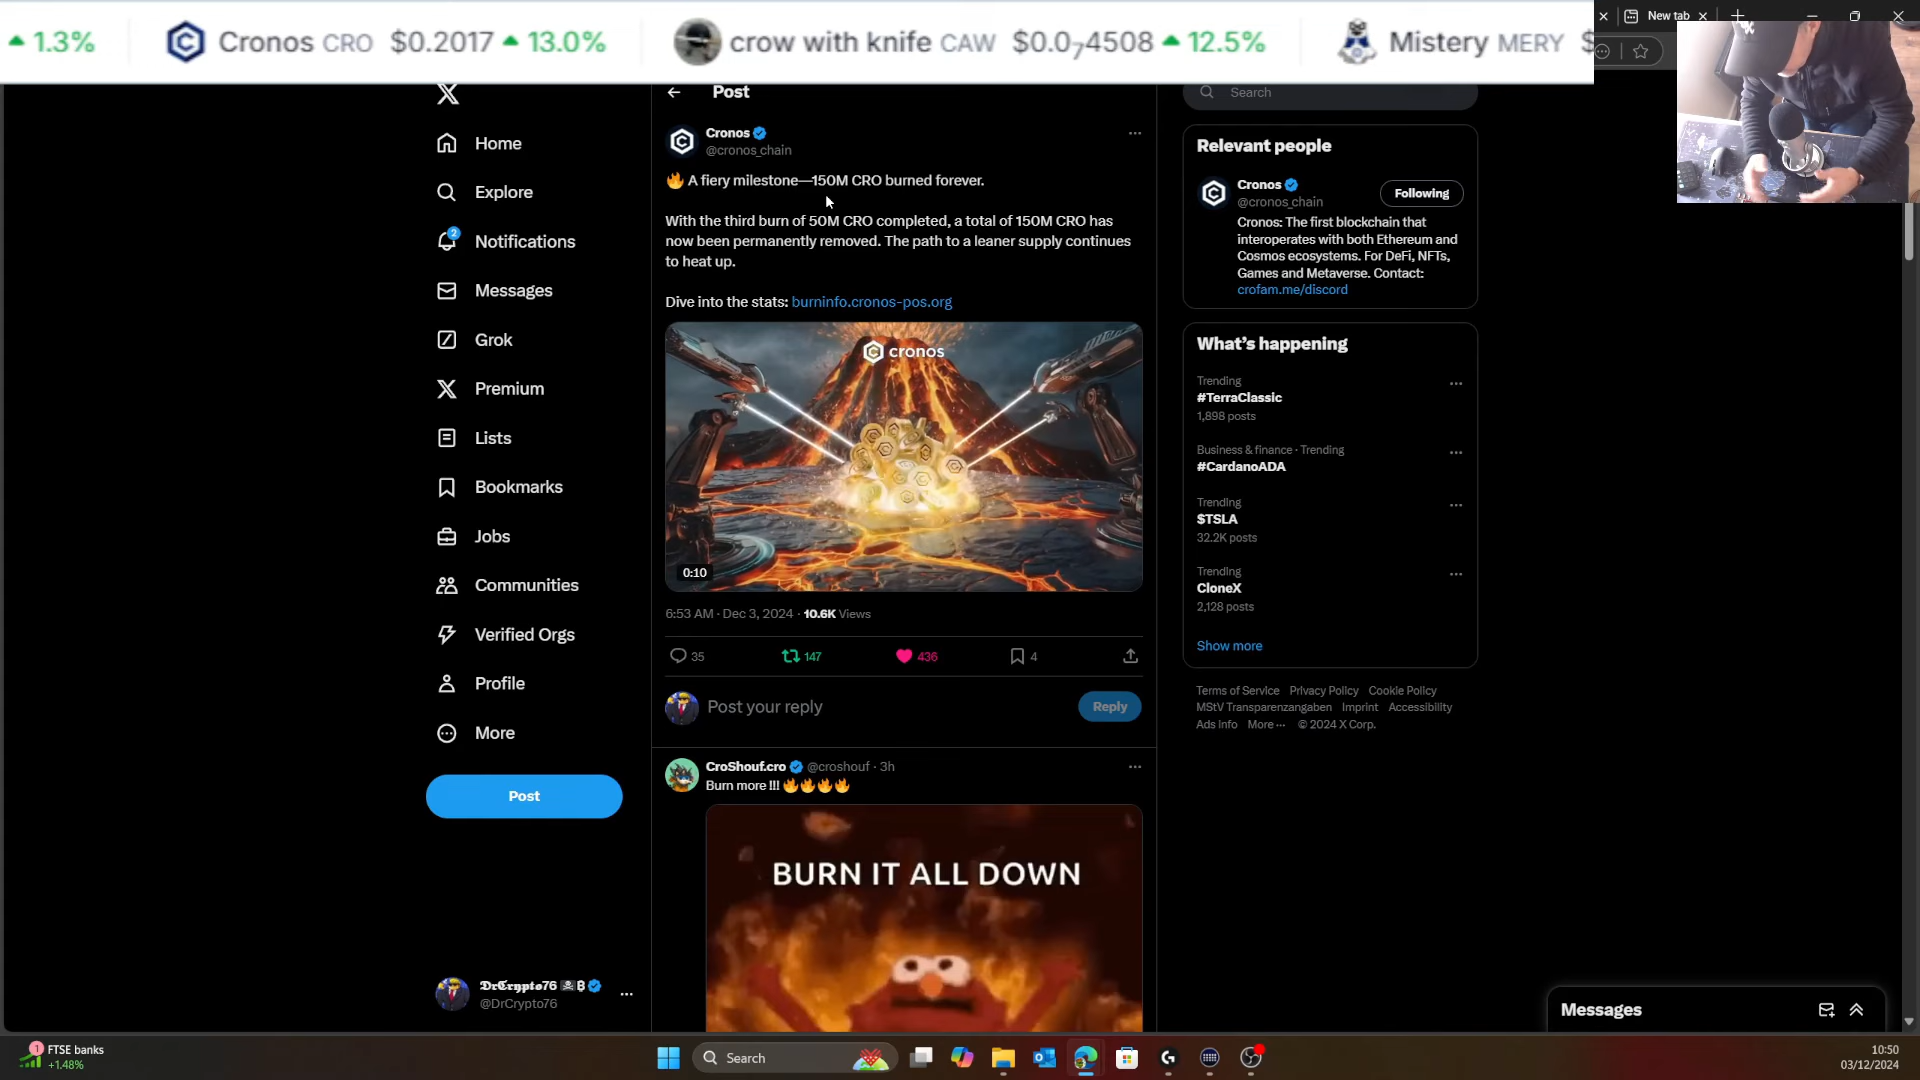 1.3%
Cronos CRO $0.2017 13.0%
crow with knife CAW $0.0₇4508 12.5%
Mistery MERY $
New tab
Post
Search
Cronos
@cronos_chain
🔥 A fiery milestone—150M CRO burned forever.
With the third burn of 50M CRO completed, a total of 150M CRO has
now been permanently removed. The path to a leaner supply continues
to heat up.
Dive into the stats: burninfo.cronos-pos.org
cronos
0:10
6:53 AM · Dec 3, 2024 · 10.6K Views
35
147
436
4
Post your reply
Reply
CroShouf.cro @croshouf · 3h
Burn more !!! 🔥🔥🔥🔥
BURN IT ALL DOWN
Home
Explore
2
Notifications
Messages
Grok
Premium
Lists
Bookmarks
Jobs
Communities
Verified Orgs
Profile
More
Post
DrCrypto76
@DrCrypto76
Relevant people
Cronos
@cronos_chain
Following
Cronos: The first blockchain that
interoperates with both Ethereum and
Cosmos ecosystems. For DeFi, NFTs,
Games and Metaverse. Contact:
crofam.me/discord
What's happening
Trending
#TerraClassic
1,898 posts
Business & finance · Trending
#CardanoADA
Trending
$TSLA
32.2K posts
Trending
CloneX
2,128 posts
Show more
Terms of Service Privacy Policy Cookie Policy
MStV Transparenzangaben Imprint Accessibility
Ads info More ··· © 2024 X Corp.
Messages
1
FTSE banks
+1.48%
Search
10:50
03/12/2024